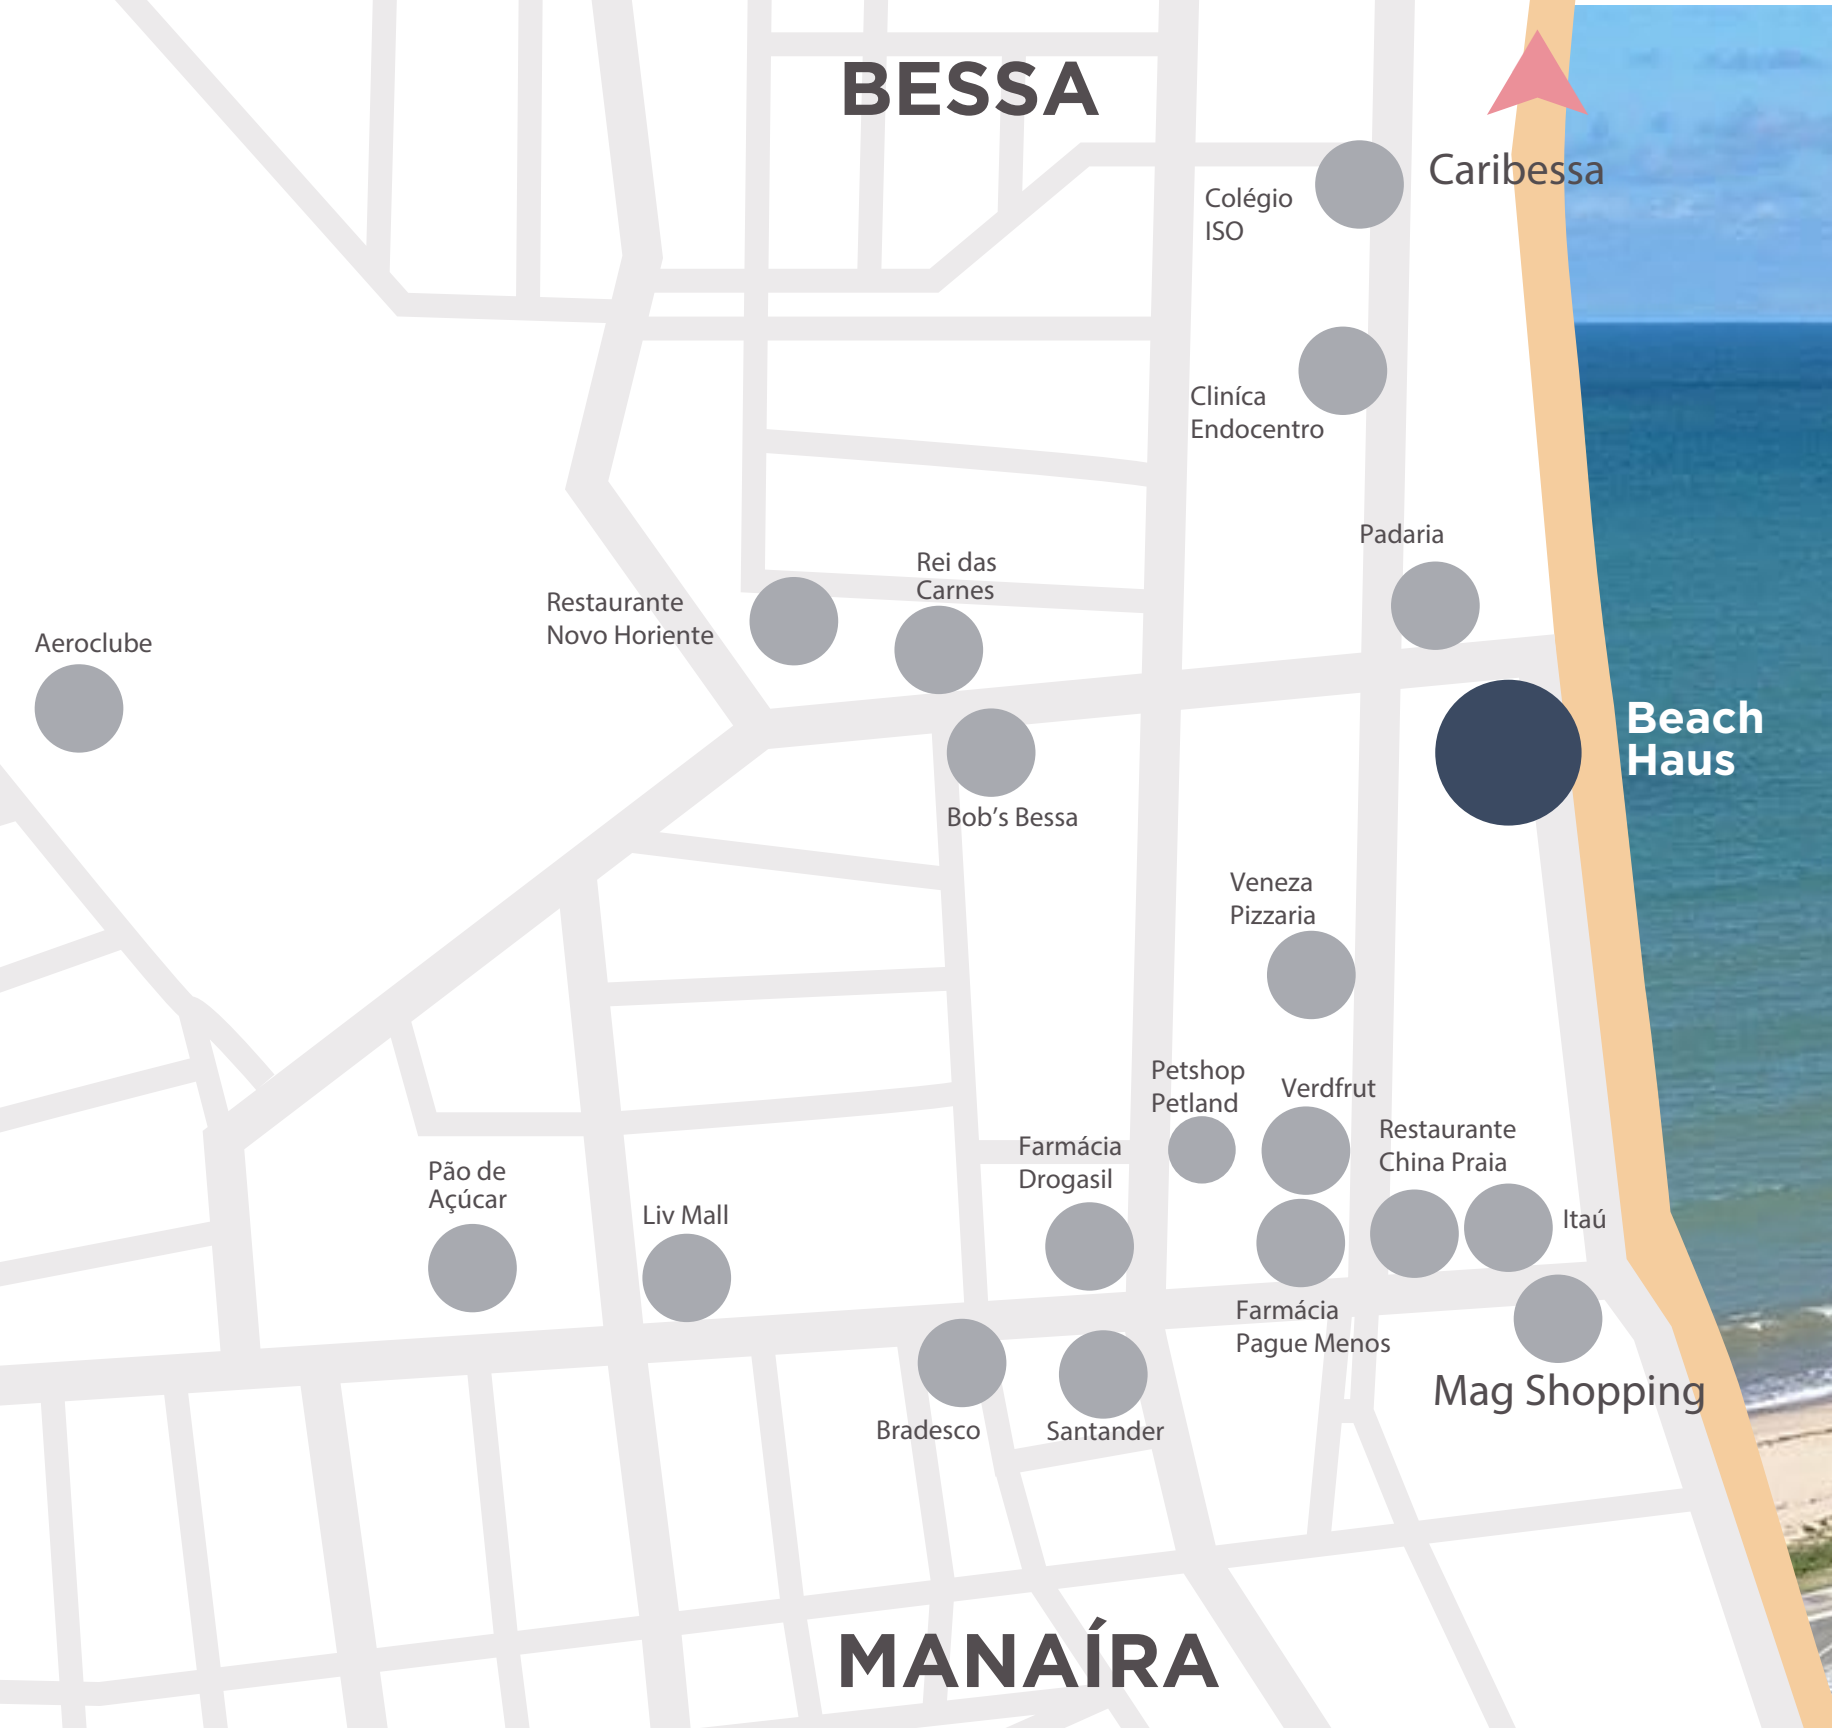 BESSA
Caribessa
Colégio
ISO
Cliníca
Endocentro
Padaria
Rei das
Carnes
Restaurante
Novo Horiente
Aeroclube
Beach
Haus
Bob’s Bessa
Veneza
Pizzaria
Petshop
Petland
Verdfrut
Restaurante
China Praia
Farmácia
Drogasil
Pão de
Açúcar
Liv Mall
Itaú
Farmácia
Pague Menos
Mag Shopping
Bradesco
Santander
MANAÍRA